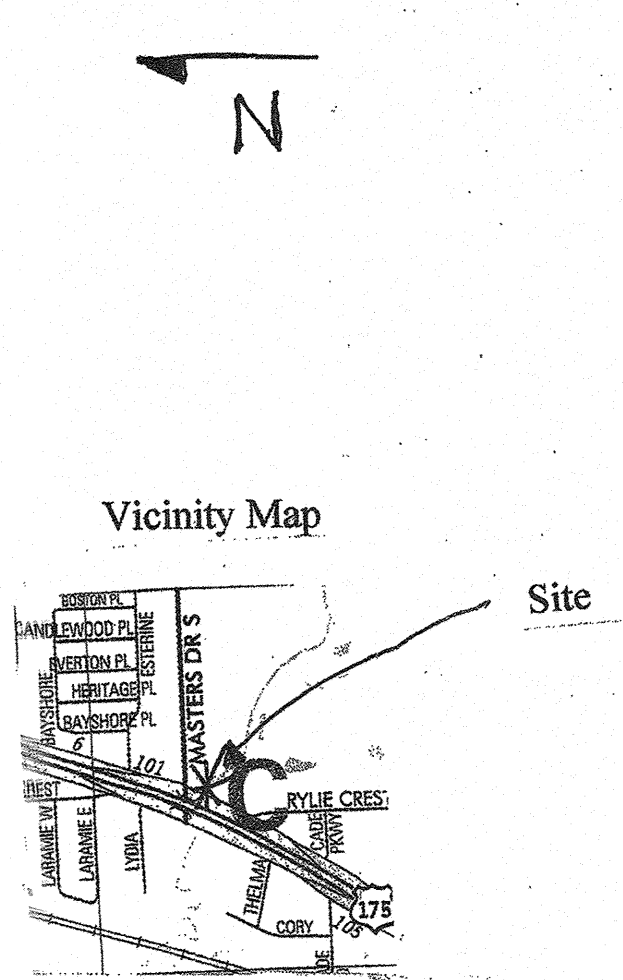 N
Vicinity Map
Site
BOSTON PL
CANDLEWOOD PL
EVERTON PL
HERITAGE PL
BAYSHORE PL
BAYSHORE
ESTERINE
MASTERS DR S
6
101
REST
C
RYLIE CREST
LARAMIE W
LARAMIE E
LYDIA
THELMA
CADE
PKWY
175
CORY
105
DE